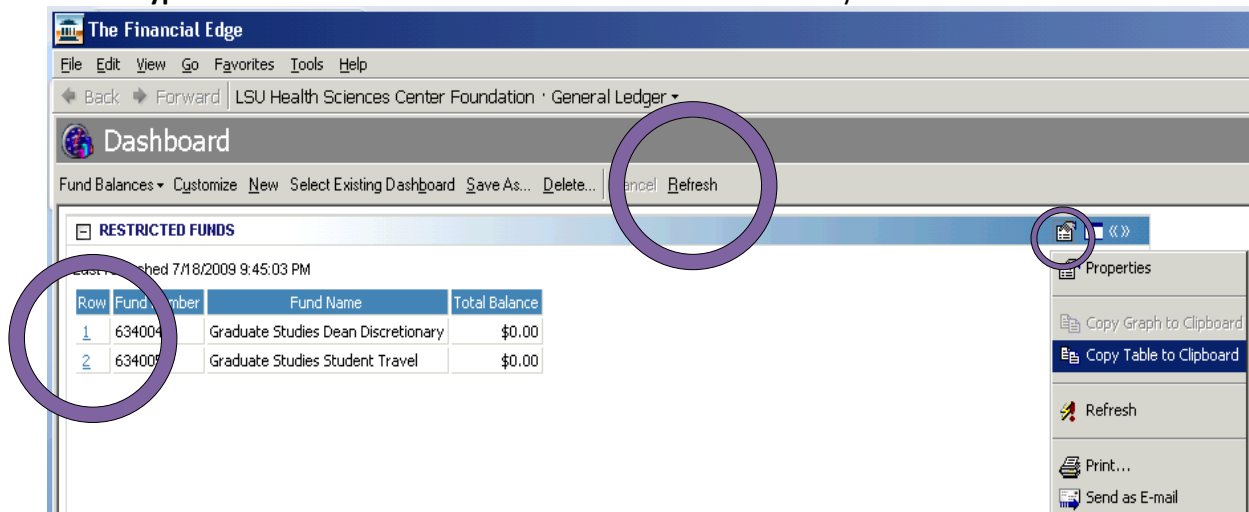 The Financial Edge
File Edit View Go Favorites Tools Help
Back Forward LSU Health Sciences Center Foundation · General Ledger
Dashboard
Fund Balances Customize New Select Existing Dashboard Save As... Delete... Refresh
RESTRICTED FUNDS
7/18/2009 9:45:03 PM
Row Fund Fund Name Total Balance
1 634004 Graduate Studies Dean Discretionary $0.00
2 634005 Graduate Studies Student Travel $0.00
Properties
Copy Graph to Clipboard
Copy Table to Clipboard
Refresh
Print...
Send as E-mail